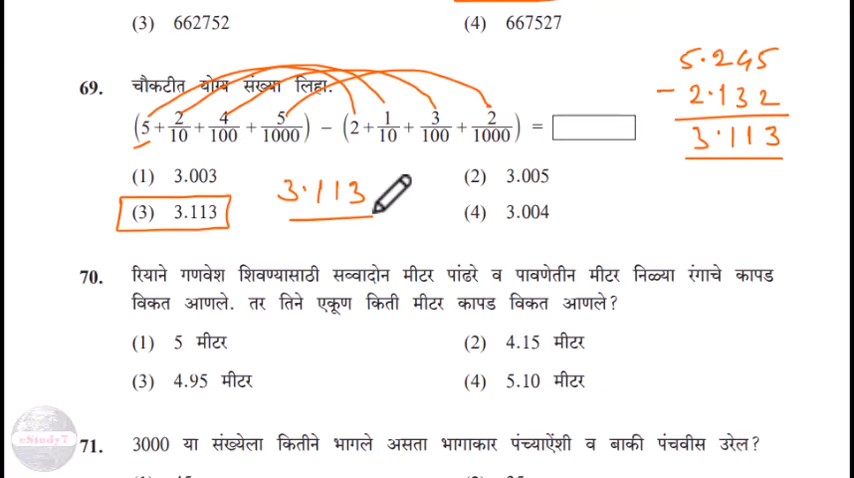 (3) 662752 (4) 667527
5.245
69. चौकटीत योग्य संख्या लिहा.
- 2.132
(5 + 2/10 + 4/100 + 5/1000) − (2 + 1/10 + 3/100 + 2/1000) =
3.113
(1) 3.003 (2) 3.005
3.113
(3) 3.113 (4) 3.004
70. रियाने गणवेश शिवण्यासाठी सव्वादोन मीटर पांढरे व पावणेतीन मीटर निळ्या रंगाचे कापड
विकत आणले. तर तिने एकूण किती मीटर कापड विकत आणले?
(1) 5 मीटर (2) 4.15 मीटर
(3) 4.95 मीटर (4) 5.10 मीटर
eStudy7
71. 3000 या संख्येला कितीने भागले असता भागाकार पंच्याऐंशी व बाकी पंचवीस उरेल?